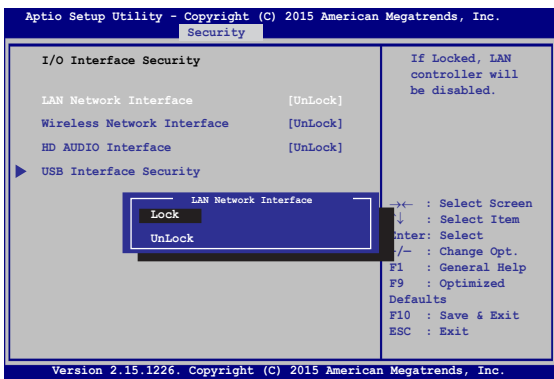 Aptio Setup Utility - Copyright (C) 2015 American Megatrends, Inc.
Security
I/O Interface Security
LAN Network Interface [UnLock]
Wireless Network Interface [UnLock]
HD AUDIO Interface [UnLock]
USB Interface Security
LAN Network Interface
Lock
UnLock
If Locked, LAN
controller will
be disabled.
→← : Select Screen
↓ : Select Item
nter: Select
/— : Change Opt.
F1 : General Help
F9 : Optimized
Defaults
F10 : Save & Exit
ESC : Exit
Version 2.15.1226. Copyright (C) 2015 American Megatrends, Inc.